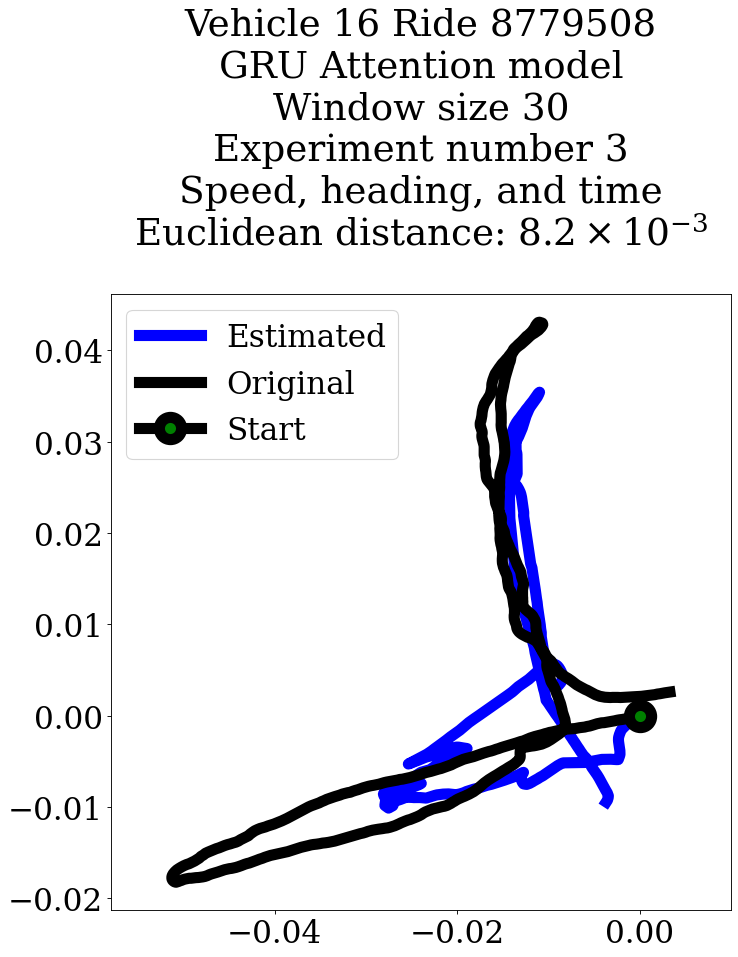 Vehicle 16 Ride 8779508
GRU Attention model
Window size 30
Experiment number 3
Speed, heading, and time
Euclidean distance: 8.2 × 10⁻³
Estimated
Original
Start
0.04
0.03
0.02
0.01
0.00
−0.01
−0.02
−0.04
−0.02
0.00